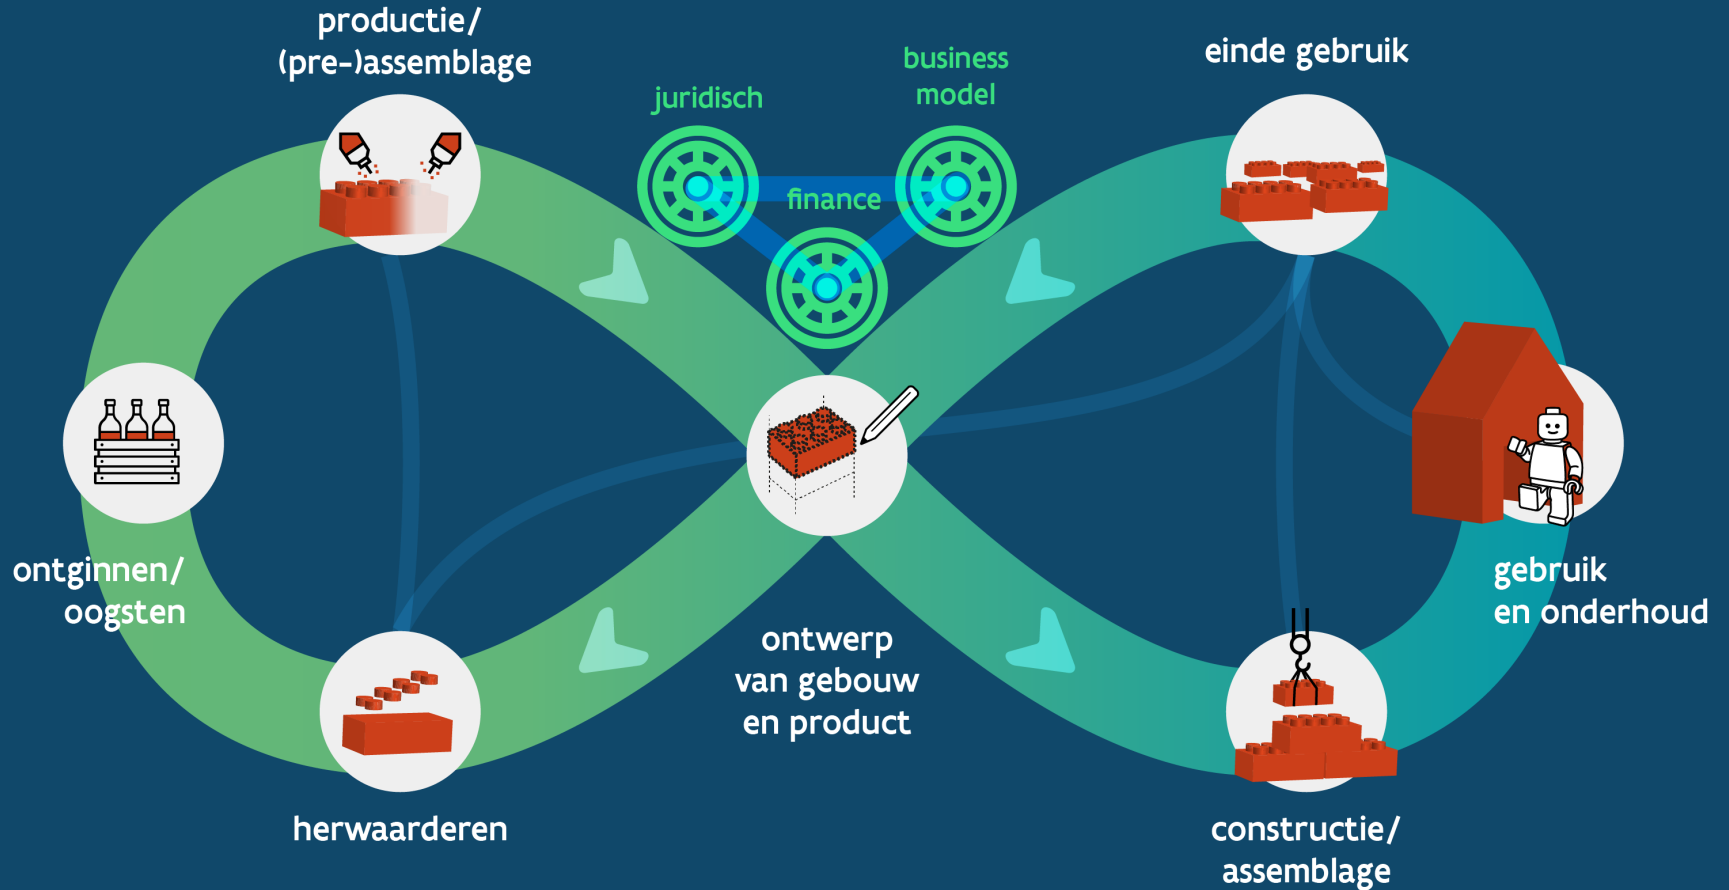 productie/
(pre-)assemblage
juridisch
business
model
finance
einde gebruik
ontginnen/
oogsten
gebruik
en onderhoud
ontwerp
van gebouw
en product
herwaarderen
constructie/
assemblage